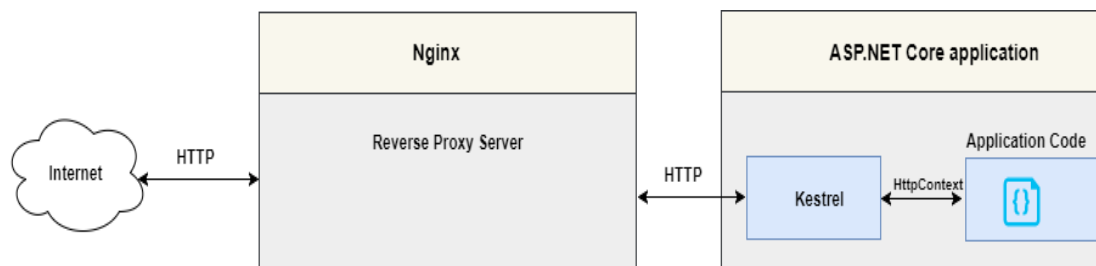 Nginx
ASP.NET Core application
Reverse Proxy Server
Internet
HTTP
HTTP
Application Code
Kestrel
HttpContext
{}